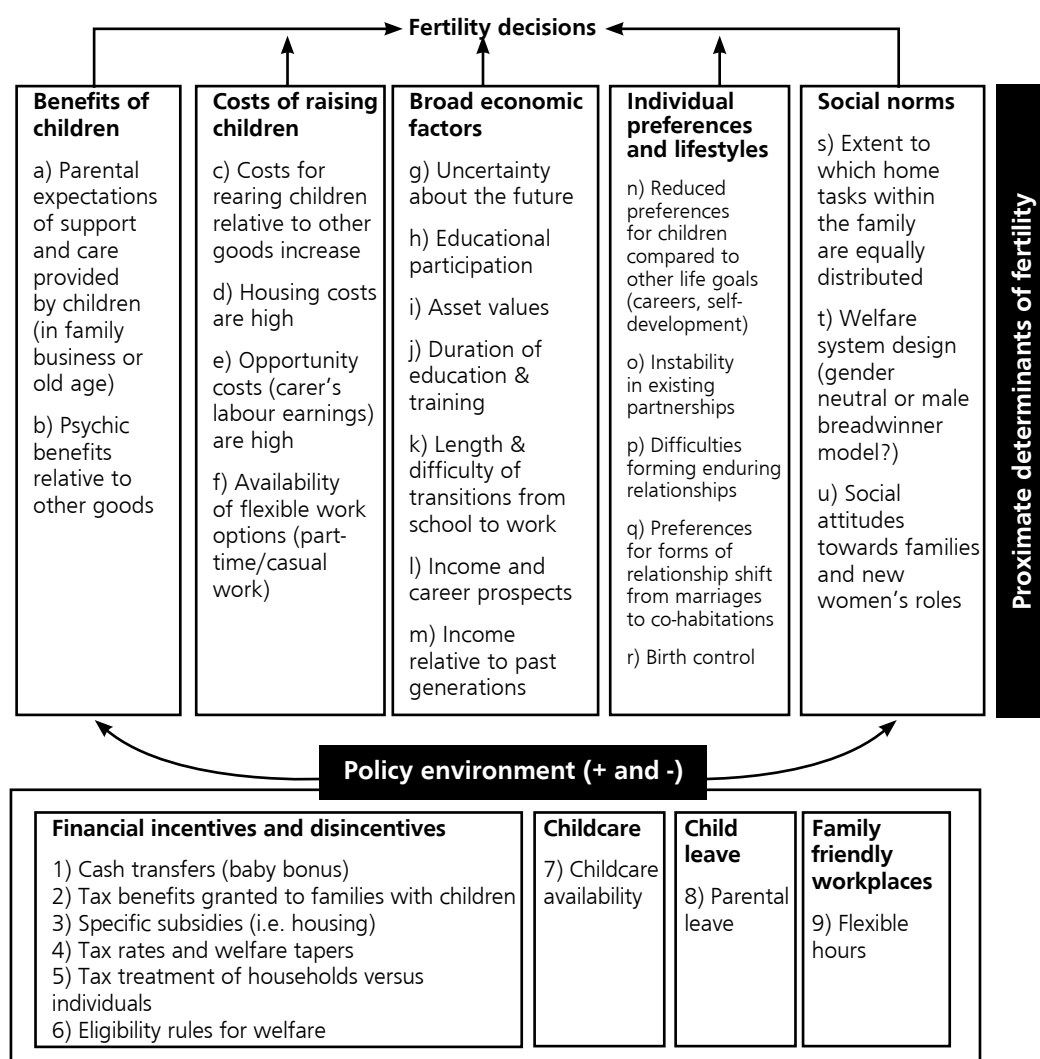 Fertility decisions
Benefits of
children
a) Parental
expectations
of support
and care
provided
by children
(in family
business or
old age)
b) Psychic
benefits
relative to
other goods
Costs of raising
children
c) Costs for
rearing children
relative to other
goods increase
d) Housing costs
are high
e) Opportunity
costs (carer's
labour earnings)
are high
f) Availability
of flexible work
options (part-
time/casual
work)
Broad economic
factors
g) Uncertainty
about the future
h) Educational
participation
i) Asset values
j) Duration of
education &
training
k) Length &
difficulty of
transitions from
school to work
l) Income and
career prospects
m) Income
relative to past
generations
Individual
preferences
and lifestyles
n) Reduced
preferences
for children
compared to
other life goals
(careers, self-
development)
o) Instability
in existing
partnerships
p) Difficulties
forming enduring
relationships
q) Preferences
for forms of
relationship shift
from marriages
to co-habitations
r) Birth control
Social norms
s) Extent to
which home
tasks within
the family
are equally
distributed
t) Welfare
system design
(gender
neutral or male
breadwinner
model?)
u) Social
attitudes
towards families
and new
women's roles
Proximate determinants of fertility
Policy environment (+ and -)
Financial incentives and disincentives
1) Cash transfers (baby bonus)
2) Tax benefits granted to families with children
3) Specific subsidies (i.e. housing)
4) Tax rates and welfare tapers
5) Tax treatment of households versus
individuals
6) Eligibility rules for welfare
Childcare
7) Childcare
availability
Child
leave
8) Parental
leave
Family
friendly
workplaces
9) Flexible
hours